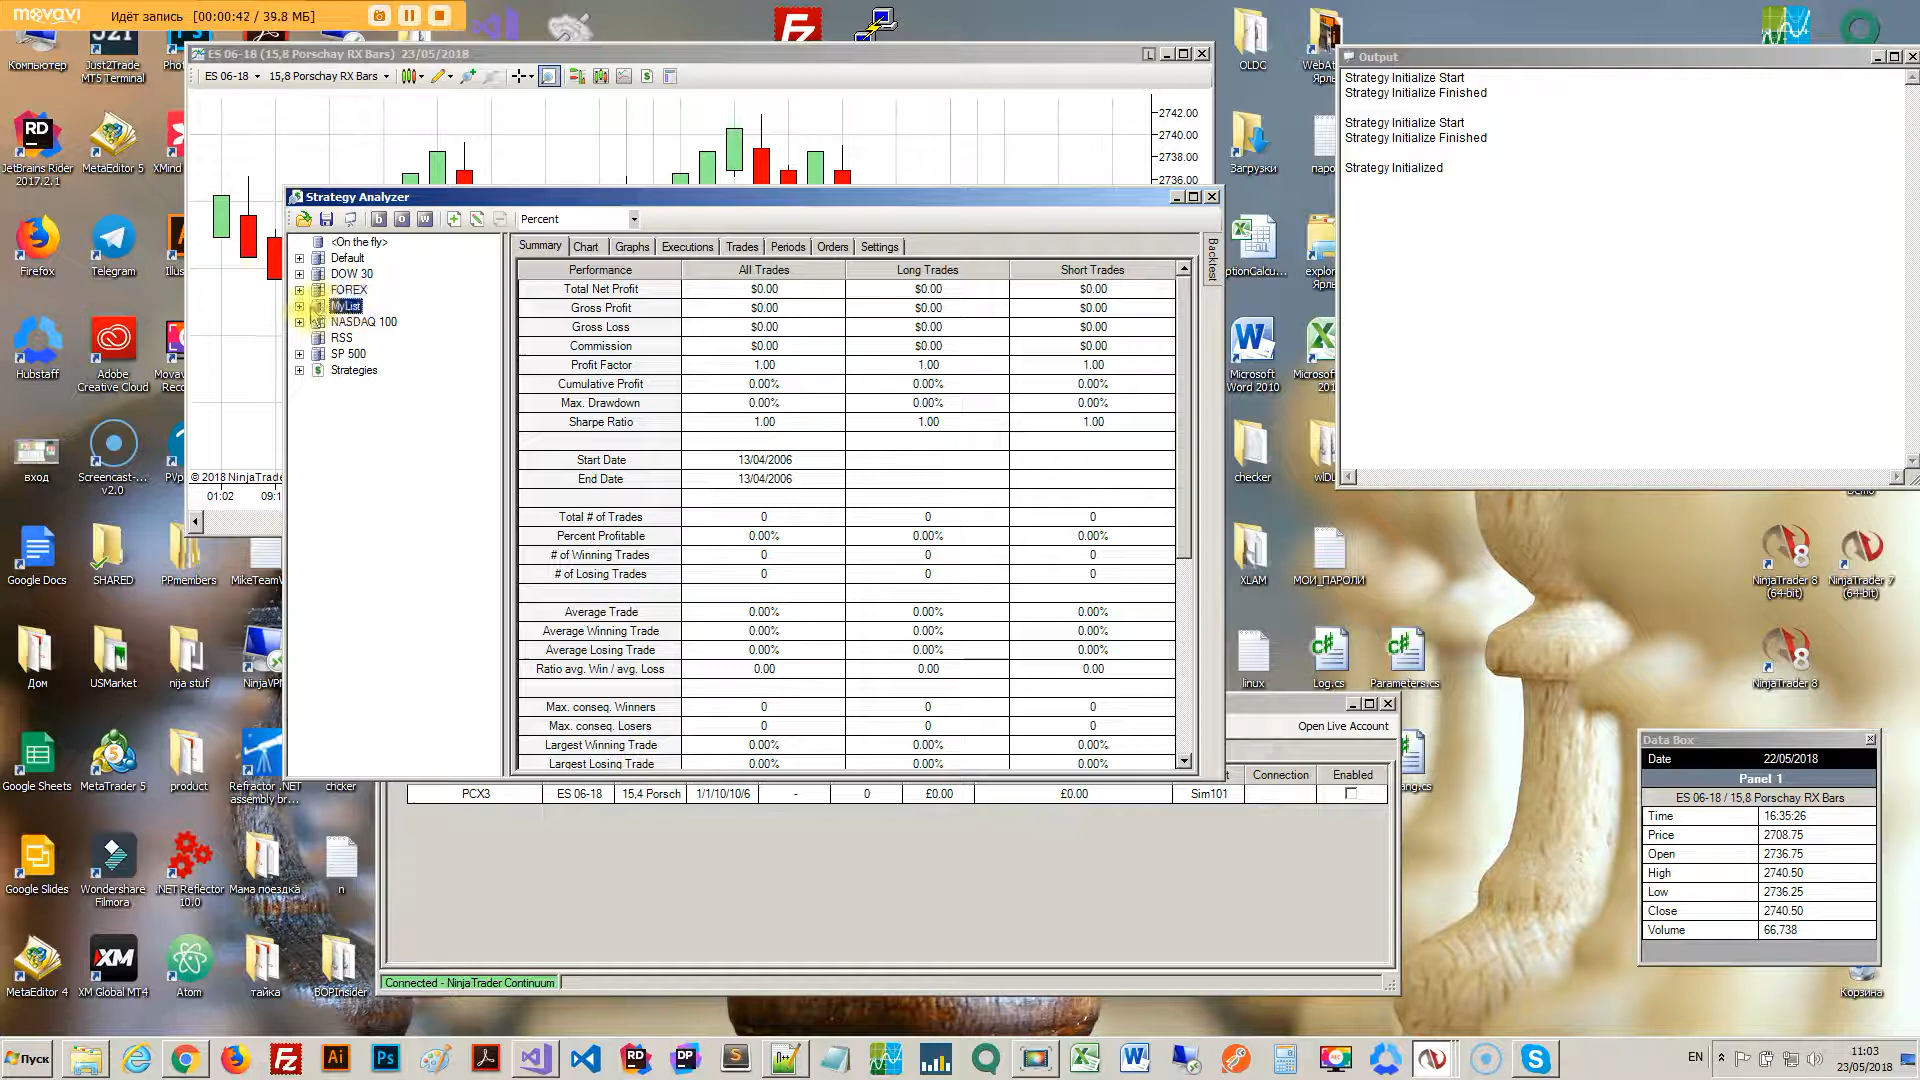 movavi
Идёт запись [00:00:42 / 39.8 МБ]
Компьютер
Just2Trade
MT5 Terminal
ES 06-18 (15,8 Porschay RX Bars) 23/05/2018
ES 06-18
15,8 Porschay RX Bars
2742.00
2740.00
2738.00
2736.00
JetBrains Rider
2017.2.1
MetaEditor 5
XMind
Firefox
Telegram
Hubstaff
Adobe
Creative Cloud
вход
Screencast-...
v2.0
© 2018 NinjaTrade
01:02
Strategy Analyzer
Percent
<On the fly>
Default
DOW 30
FOREX
MyList
NASDAQ 100
RSS
SP 500
Strategies
Summary
Chart
Graphs
Executions
Trades
Periods
Orders
Settings
Backtest
Performance All Trades Long Trades Short Trades
Total Net Profit $0.00 $0.00 $0.00
Gross Profit $0.00 $0.00 $0.00
Gross Loss $0.00 $0.00 $0.00
Commission $0.00 $0.00 $0.00
Profit Factor 1.00 1.00 1.00
Cumulative Profit 0.00% 0.00% 0.00%
Max. Drawdown 0.00% 0.00% 0.00%
Sharpe Ratio 1.00 1.00 1.00
Start Date 13/04/2006
End Date 13/04/2006
Total # of Trades 0 0 0
Percent Profitable 0.00% 0.00% 0.00%
# of Winning Trades 0 0 0
# of Losing Trades 0 0 0
Average Trade 0.00% 0.00% 0.00%
Average Winning Trade 0.00% 0.00% 0.00%
Average Losing Trade 0.00% 0.00% 0.00%
Ratio avg. Win / avg. Loss 0.00 0.00 0.00
Max. conseq. Winners 0 0 0
Max. conseq. Losers 0 0 0
Largest Winning Trade 0.00% 0.00% 0.00%
Largest Losing Trade 0.00% 0.00% 0.00%
Output
Strategy Initialize Start
Strategy Initialize Finished
Strategy Initialize Start
Strategy Initialize Finished
Strategy Initialized
OLDC
Загрузки
Microsoft
Word 2010
checker
XLAM
МОИ_ПАРОЛИ
linux
Log.cs
Parameters.cs
NinjaTrader 8
(64-bit)
NinjaTrader 7
(64-bit)
NinjaTrader 8
Google Docs
SHARED
PPmembers
Дом
USMarket
nija stuf
Google Sheets
MetaTrader 5
product
Refractor .NET
assembly br...
chcker
Google Slides
Wondershare
Filmora
.NET Reflector
10.0
Мама поездка
n
MetaEditor 4
XM Global MT4
Atom
тайка
BOPInsider
Open Live Account
Connection
Enabled
PCX3
ES 06-18
15,4 Porsch
1/1/10/10/6
-
0
£0.00
£0.00
Sim101
Connected - NinjaTrader Continuum
Data Box
Date 22/05/2018
Panel 1
ES 06-18 / 15,8 Porschay RX Bars
Time 16:35:26
Price 2708.75
Open 2736.75
High 2740.50
Low 2736.25
Close 2740.50
Volume 66,738
Корзина
Пуск
EN
11:03
23/05/2018